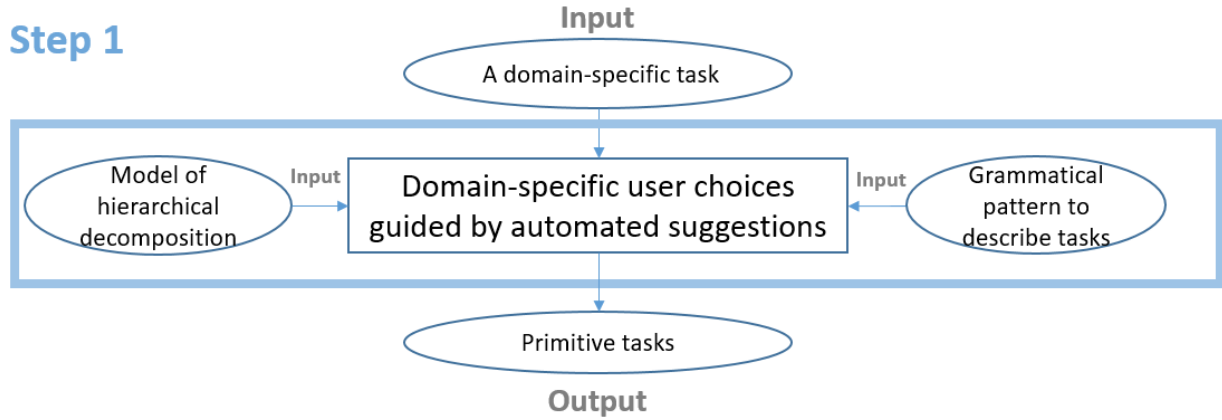 Input
Step 1
A domain-specific task
Model of
hierarchical
decomposition
Input
Domain-specific user choices
guided by automated suggestions
Input
Grammatical
pattern to
describe tasks
Primitive tasks
Output